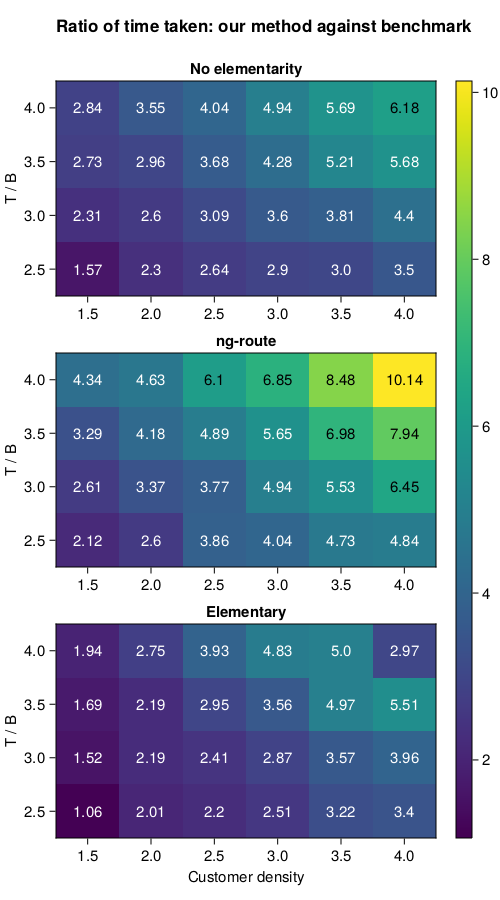 Ratio of time taken: our method against benchmark
No elementarity
4.0 2.84 3.55 4.04 4.94 5.69 6.18
3.5 2.73 2.96 3.68 4.28 5.21 5.68
3.0 2.31 2.6 3.09 3.6 3.81 4.4
2.5 1.57 2.3 2.64 2.9 3.0 3.5
T / B
1.5 2.0 2.5 3.0 3.5 4.0
ng-route
4.0 4.34 4.63 6.1 6.85 8.48 10.14
3.5 3.29 4.18 4.89 5.65 6.98 7.94
3.0 2.61 3.37 3.77 4.94 5.53 6.45
2.5 2.12 2.6 3.86 4.04 4.73 4.84
T / B
1.5 2.0 2.5 3.0 3.5 4.0
Elementary
4.0 1.94 2.75 3.93 4.83 5.0 2.97
3.5 1.69 2.19 2.95 3.56 4.97 5.51
3.0 1.52 2.19 2.41 2.87 3.57 3.96
2.5 1.06 2.01 2.2 2.51 3.22 3.4
T / B
1.5 2.0 2.5 3.0 3.5 4.0
Customer density
10
8
6
4
2